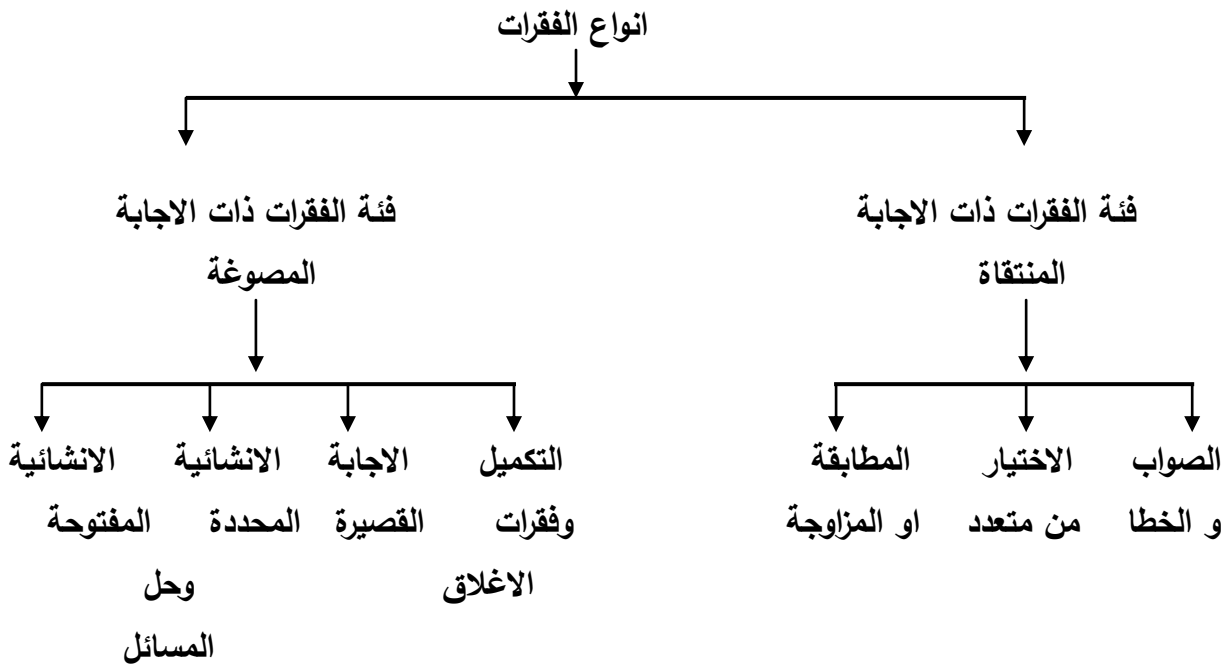 انواع الفقرات
فئة الفقرات ذات الاجابة
المنتقاة
فئة الفقرات ذات الاجابة
المصوغة
الصواب
و الخطا
الاختيار
من متعدد
المطابقة
او المزاوجة
التكميل
وفقرات
الاغلاق
الاجابة
القصيرة
الانشائية
المحددة
الانشائية
المفتوحة
وحل
المسائل